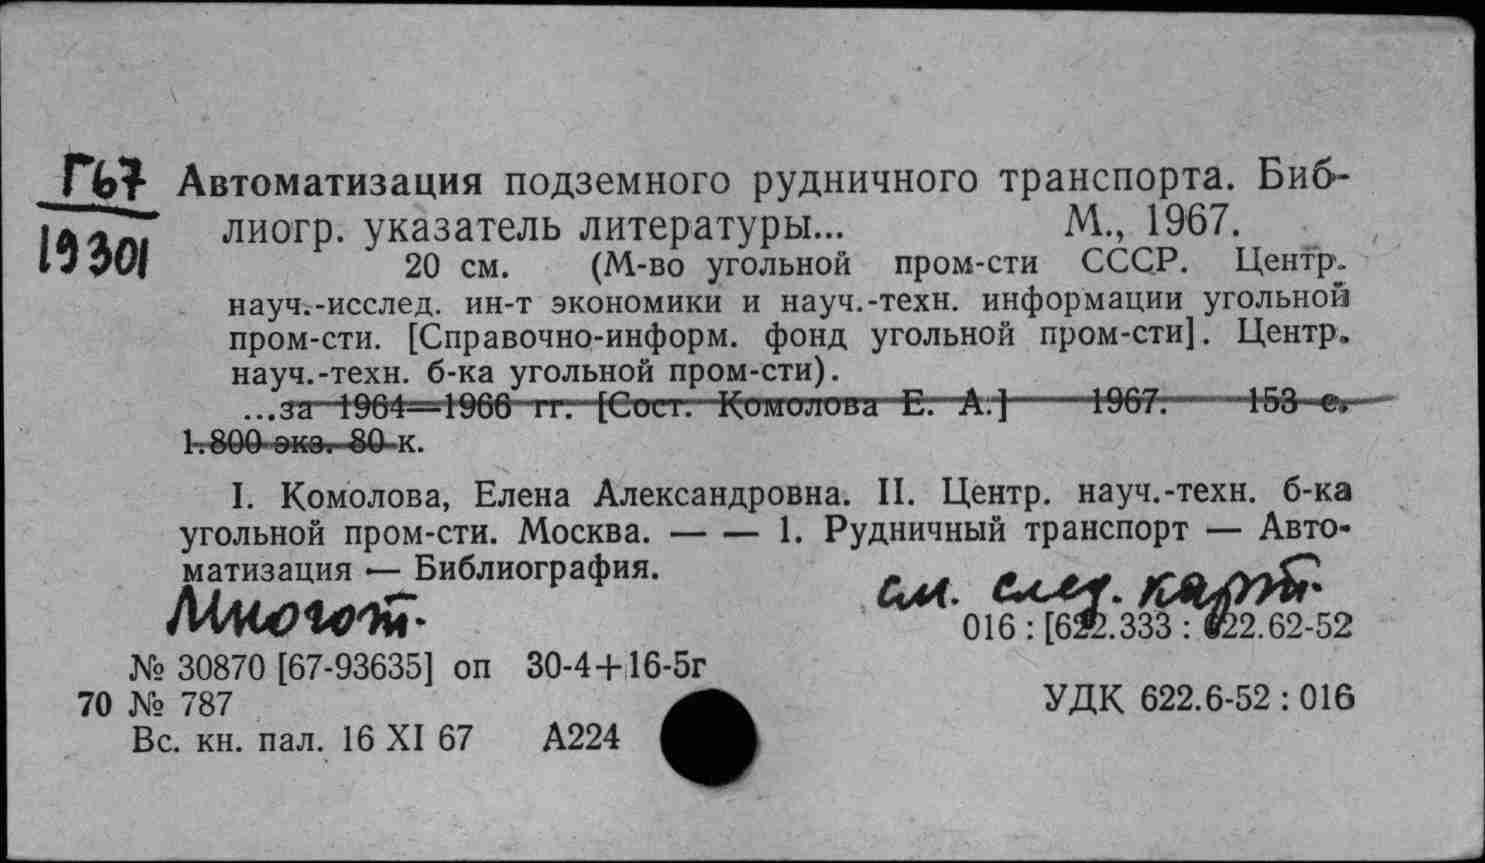 Г67 Автоматизация подземного рудничного транспорта. Биб-
19301 лиогр. указатель литературы... М., 1967.
20 см. (М-во угольной пром-сти СССР. Центр.
науч.-исслед. ин-т экономики и науч.-техн. информации угольной
пром-сти. [Справочно-информ. фонд угольной пром-сти]. Центр.
науч.-техн. б-ка угольной пром-сти).
...за 1964—1966 гг. [Сост. Комолова Е. А.] 1967. 153 с.
1.800 экз. 80 к.
I. Комолова, Елена Александровна. II. Центр. науч.-техн. б-ка
угольной пром-сти. Москва. — — 1. Рудничный транспорт — Авто-
матизация — Библиография.
Многот. см. след. карт.
016 : [622.333 : 622.62-52
№ 30870 [67-93635] оп 30-4+16-5г
70 № 787 УДК 622.6-52 : 016
Вс. кн. пал. 16 XI 67 А224